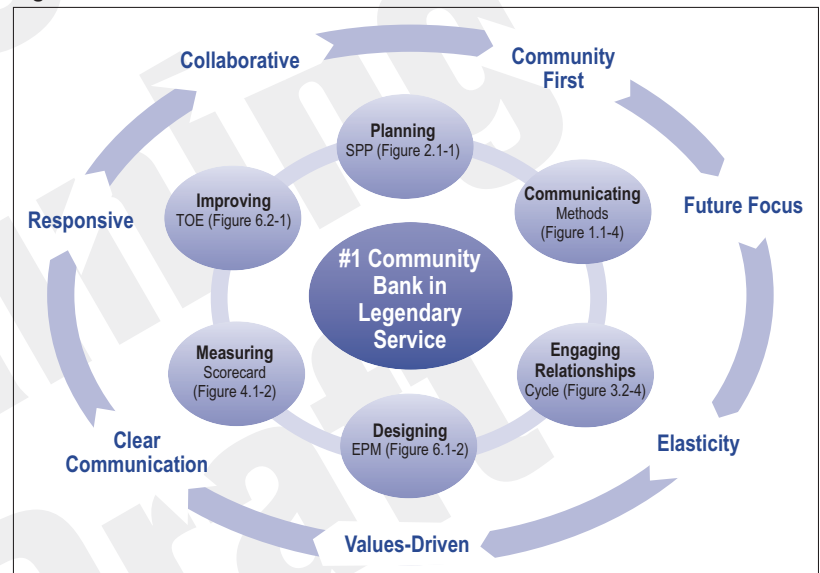 Collaborative
Community
First
Planning
SPP (Figure 2.1-1)
Improving
TOE (Figure 6.2-1)
Communicating
Methods
(Figure 1.1-4)
Responsive
Future Focus
#1 Community
Bank in
Legendary
Service
Measuring
Scorecard
(Figure 4.1-2)
Engaging
Relationships
Cycle (Figure 3.2-4)
Designing
EPM (Figure 6.1-2)
Clear
Communication
Elasticity
Values-Driven
Draft